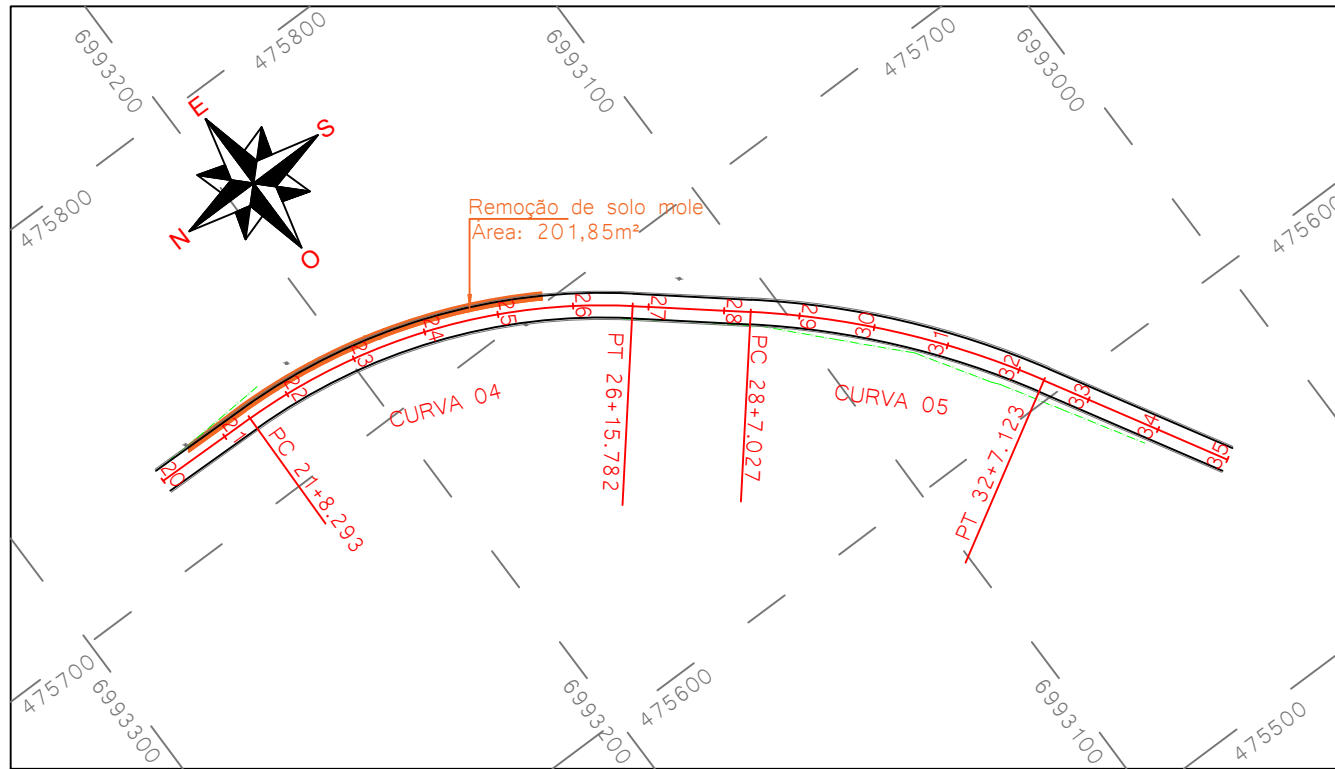 6993200
475800
6993100
475700
6993000
E
S
N
O
475800
475600
Remoção de solo mole
Área: 201,85m²
20
21
22
23
24
25
26
27
28
29
30
31
32
33
34
35
PC 21+8.293
CURVA 04
PT 26+15.782
PC 28+7.027
CURVA 05
PT 32+7.123
475700
6993300
6993200
475600
6993100
475500